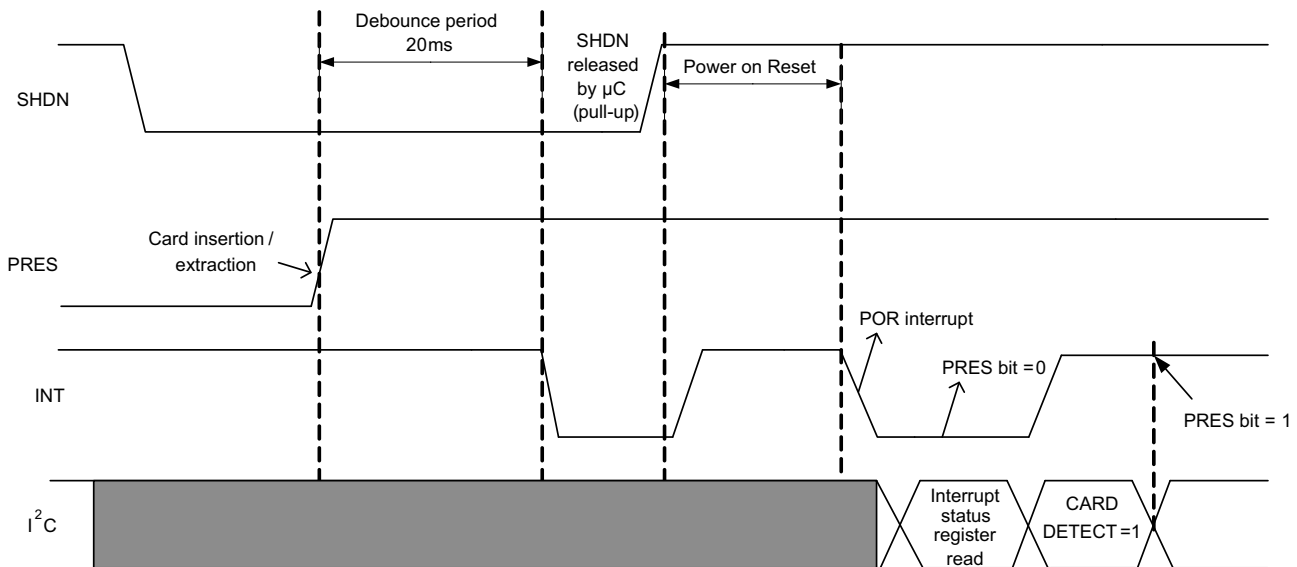 Debounce period
20ms
SHDN
released
by µC
(pull-up)
Power on Reset
SHDN
Card insertion /
extraction
PRES
POR interrupt
PRES bit =0
INT
PRES bit = 1
I²C
Interrupt
status
register
read
CARD
DETECT=1